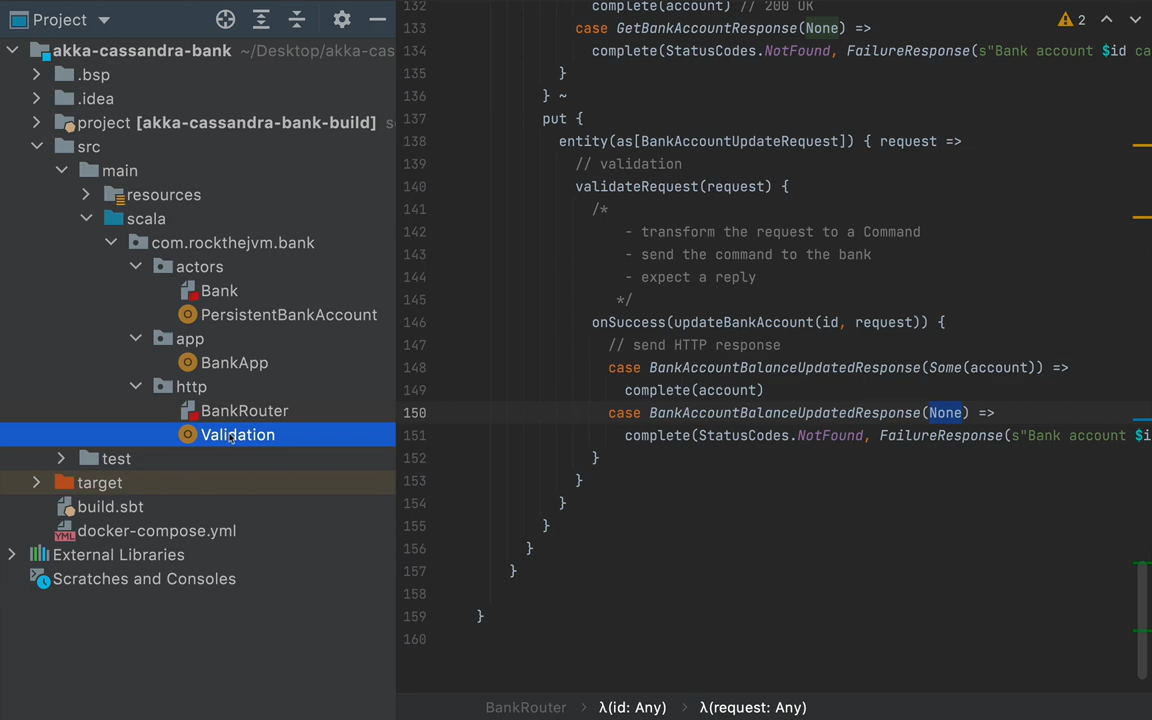 Project
akka-cassandra-bank ~/Desktop/akka-cas
.bsp
.idea
project [akka-cassandra-bank-build]
src
main
resources
scala
com.rockthejvm.bank
actors
Bank
PersistentBankAccount
app
BankApp
http
BankRouter
Validation
test
target
build.sbt
docker-compose.yml
External Libraries
Scratches and Consoles
2
132 complete(account) // 200 OK
133 case GetBankAccountResponse(None) =>
134 complete(StatusCodes.NotFound, FailureResponse(s"Bank account $id ca
135 }
136 } ~
137 put {
138 entity(as[BankAccountUpdateRequest]) { request =>
139 // validation
140 validateRequest(request) {
141 /*
142 - transform the request to a Command
143 - send the command to the bank
144 - expect a reply
145 */
146 onSuccess(updateBankAccount(id, request)) {
147 // send HTTP response
148 case BankAccountBalanceUpdatedResponse(Some(account)) =>
149 complete(account)
150 case BankAccountBalanceUpdatedResponse(None) =>
151 complete(StatusCodes.NotFound, FailureResponse(s"Bank account $i
152 }
153 }
154 }
155 }
156 }
157 }
158
159 }
160
BankRouter > λ(id: Any) > λ(request: Any)